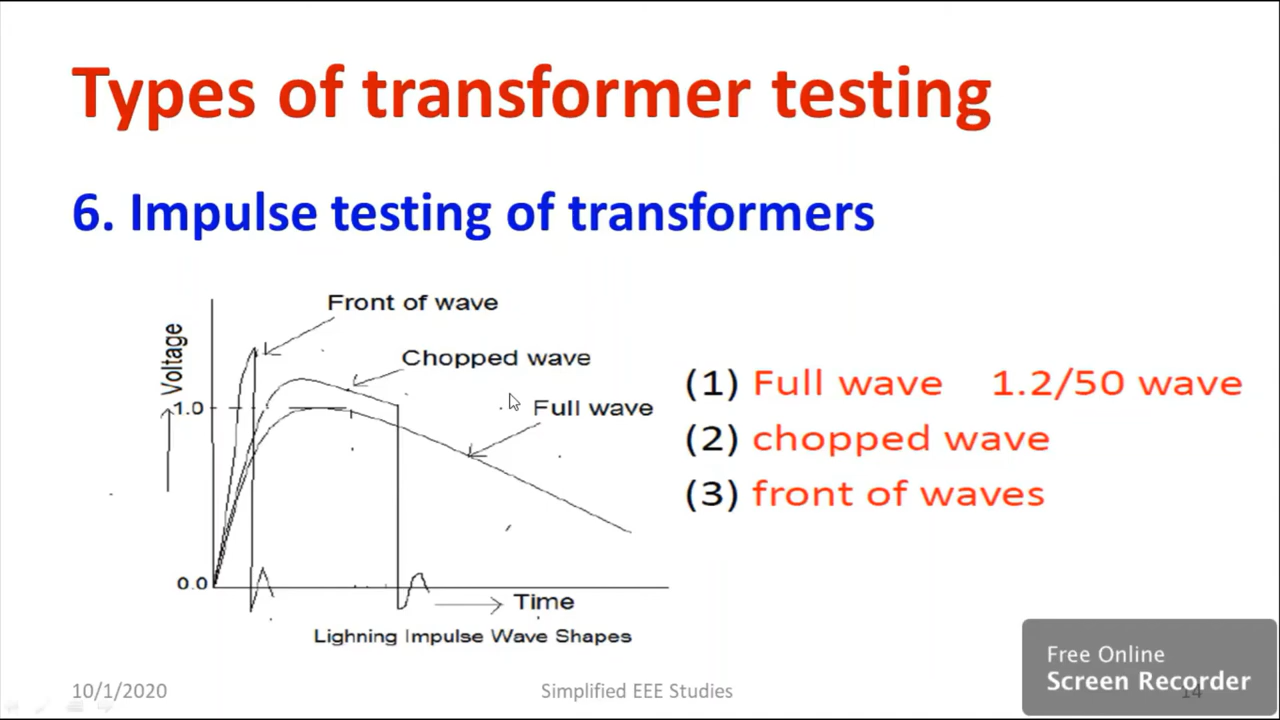 Types of transformer testing
6. Impulse testing of transformers
Front of wave
Chopped wave
Full wave
Voltage
1.0
0.0
Time
Lighning Impulse Wave Shapes
(1) Full wave 1.2/50 wave
(2) chopped wave
(3) front of waves
10/1/2020
Simplified EEE Studies
14
Free Online
Screen Recorder